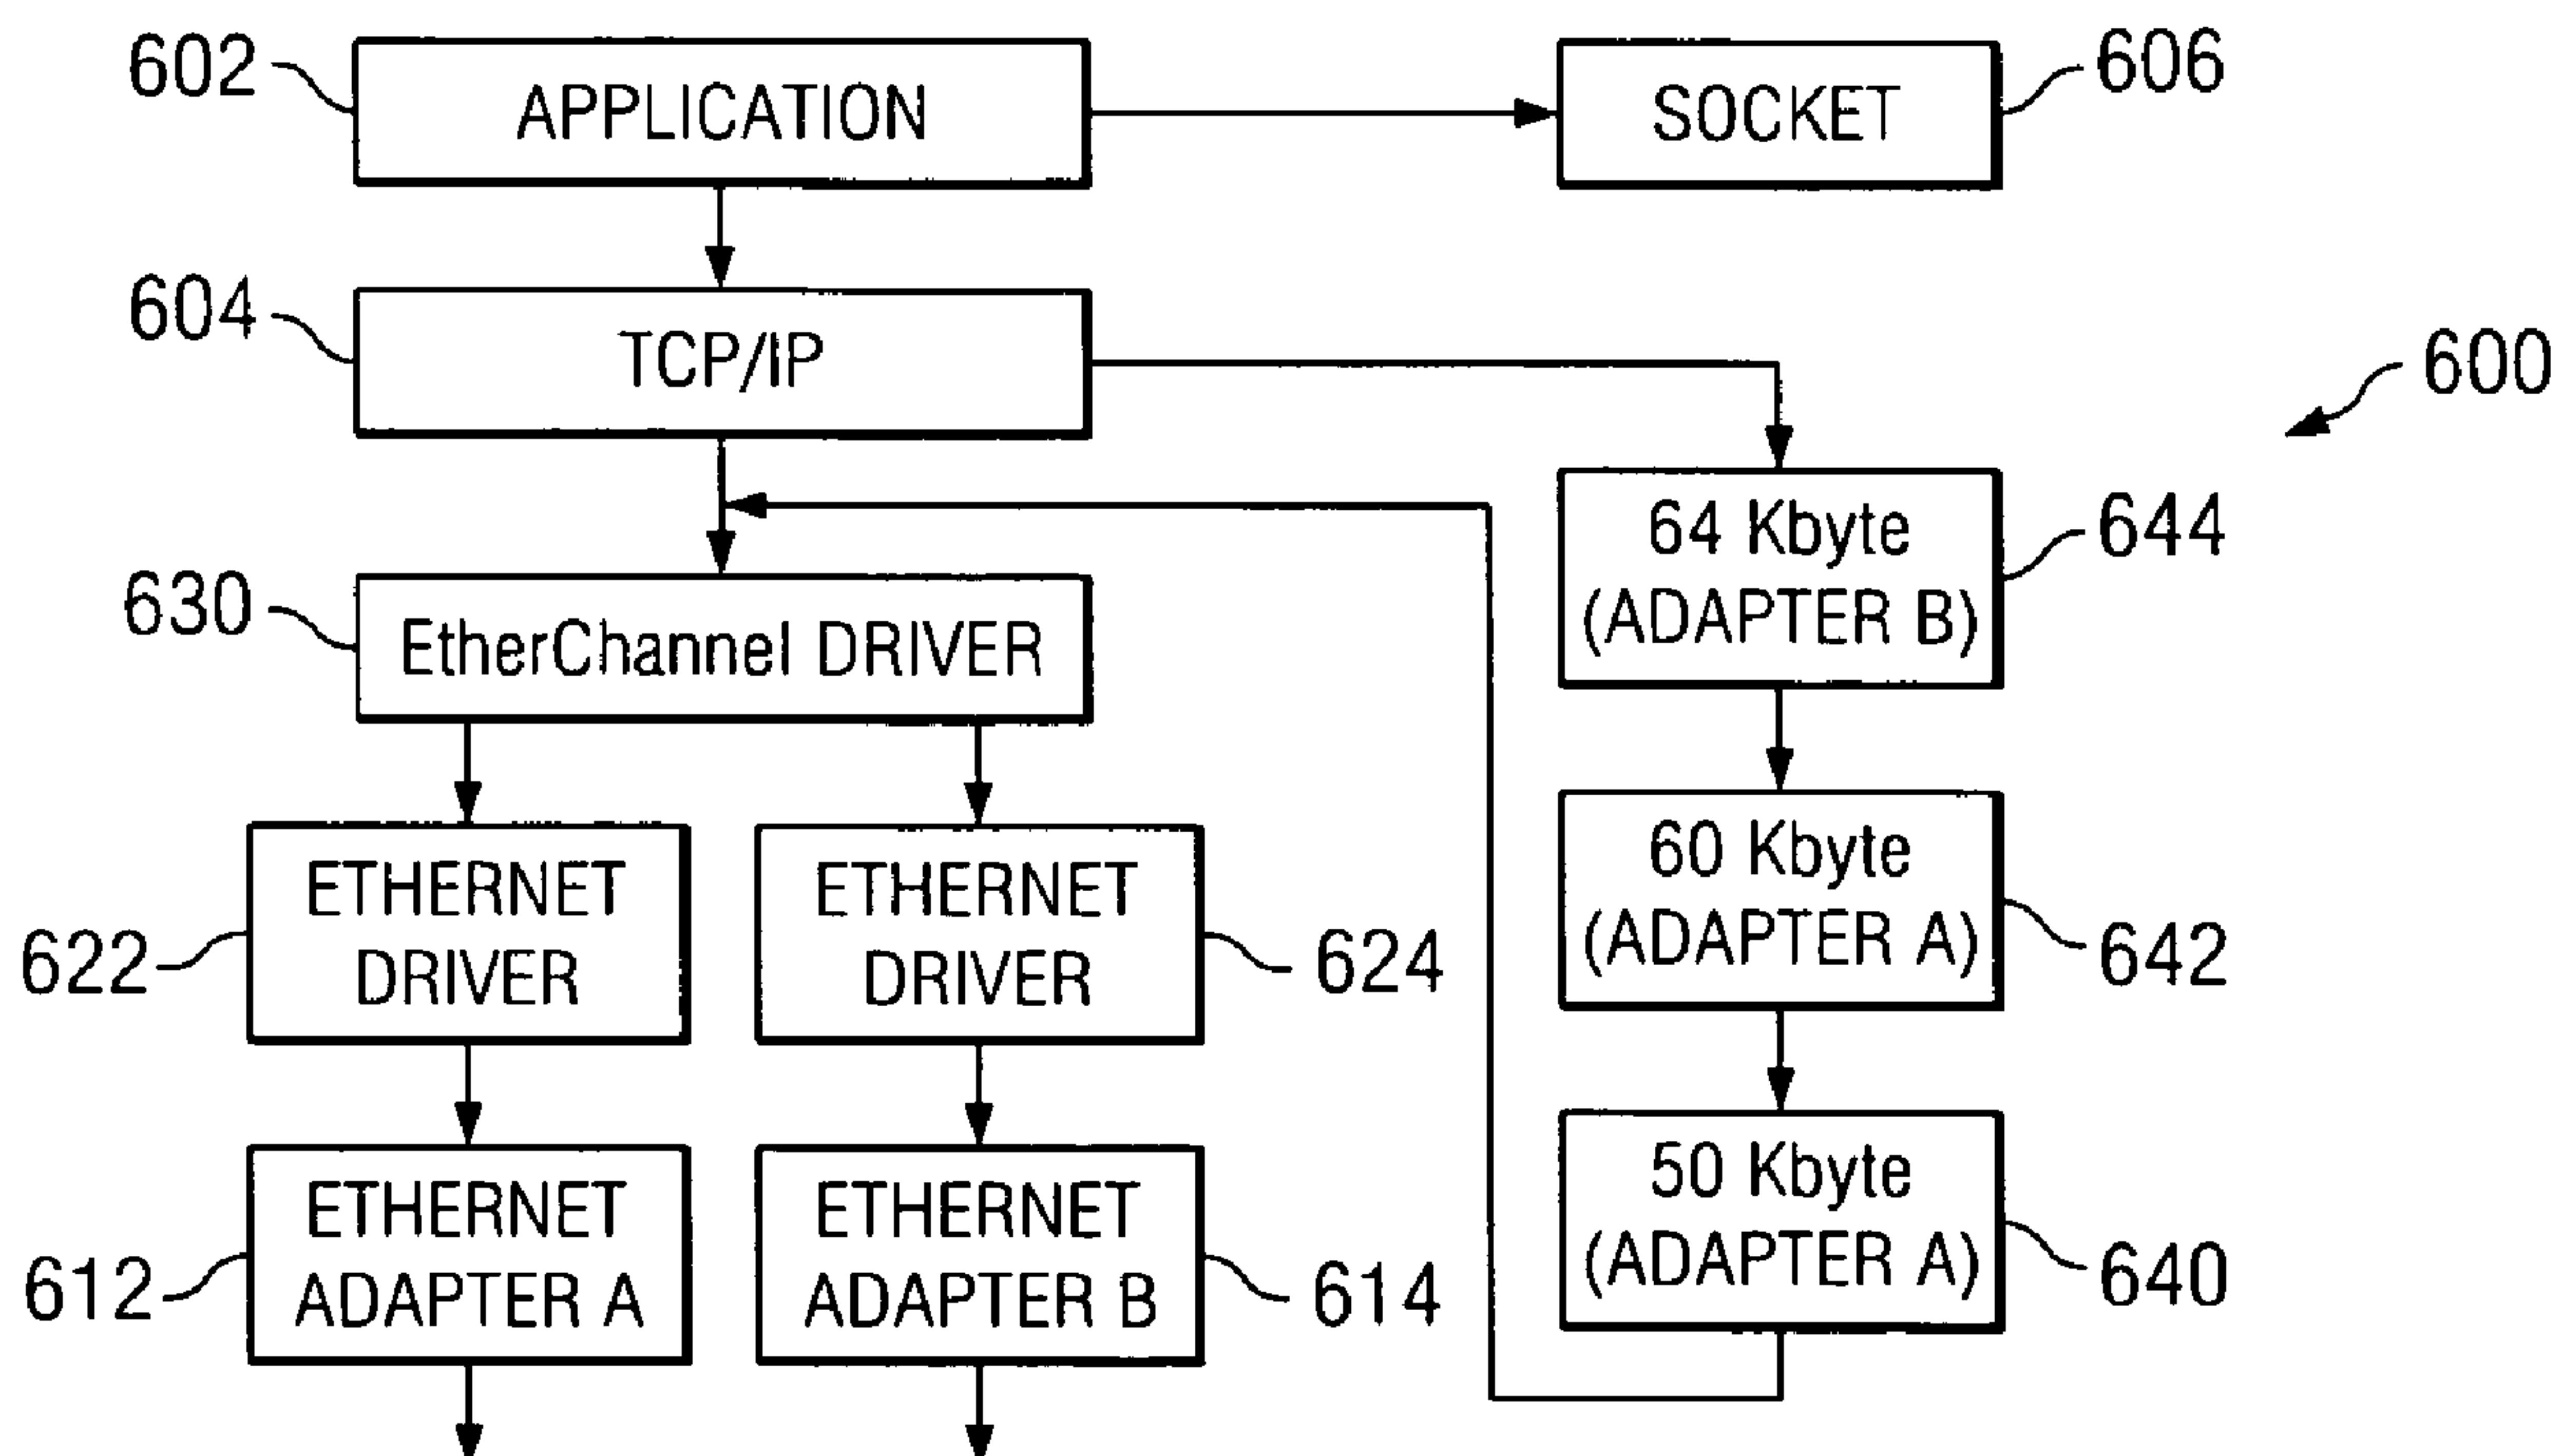 602
APPLICATION
SOCKET
606
604
TCP/IP
600
64 Kbyte
(ADAPTER B)
644
630
EtherChannel DRIVER
60 Kbyte
(ADAPTER A)
642
622
ETHERNET
DRIVER
ETHERNET
DRIVER
624
50 Kbyte
(ADAPTER A)
640
612
ETHERNET
ADAPTER A
ETHERNET
ADAPTER B
614